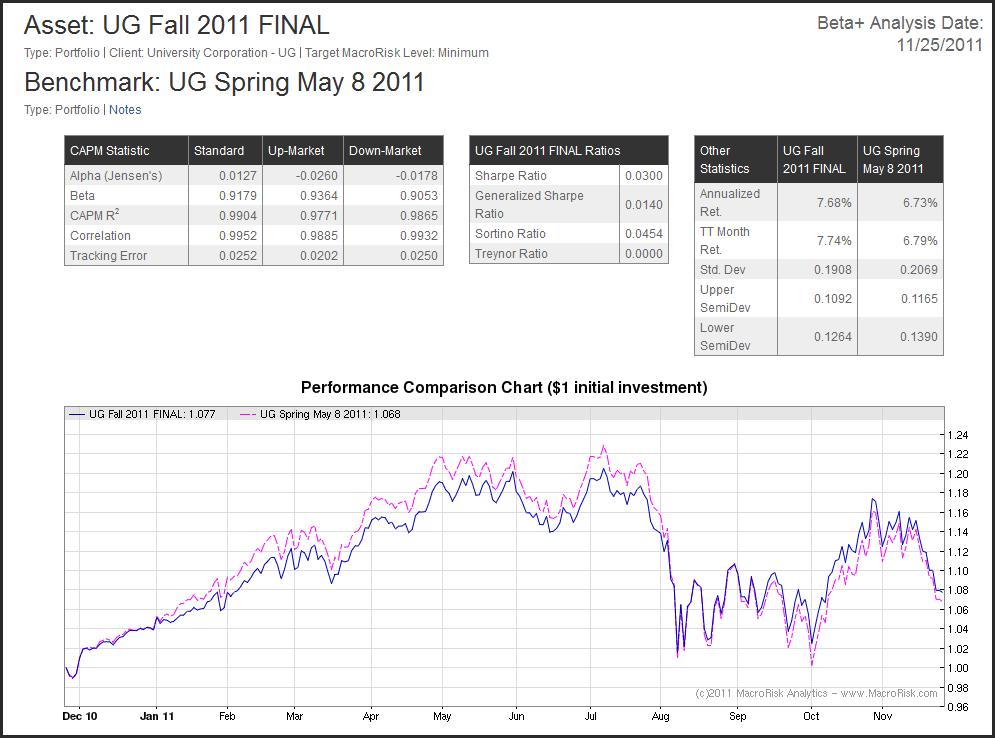 Asset: UG Fall 2011 FINAL
Beta+ Analysis Date:
11/25/2011
Type: Portfolio | Client: University Corporation - UG | Target MacroRisk Level: Minimum
Benchmark: UG Spring May 8 2011
Type: Portfolio | Notes
CAPM Statistic Standard Up-Market Down-Market
Alpha (Jensen's) 0.0127 -0.0260 -0.0178
Beta 0.9179 0.9364 0.9053
CAPM R2 0.9904 0.9771 0.9865
Correlation 0.9952 0.9885 0.9932
Tracking Error 0.0252 0.0202 0.0250
UG Fall 2011 FINAL Ratios
Sharpe Ratio 0.0300
Generalized Sharpe
Ratio 0.0140
Sortino Ratio 0.0454
Treynor Ratio 0.0000
Other UG Fall UG Spring
Statistics 2011 FINAL May 8 2011
Annualized
Ret. 7.68% 6.73%
TT Month
Ret. 7.74% 6.79%
Std. Dev 0.1908 0.2069
Upper
SemiDev 0.1092 0.1165
Lower
SemiDev 0.1264 0.1390
Performance Comparison Chart ($1 initial investment)
UG Fall 2011 FINAL: 1.077 UG Spring May 8 2011: 1.068
1.24
1.22
1.20
1.18
1.16
1.14
1.12
1.10
1.08
1.06
1.04
1.02
1.00
0.98
0.96
(c)2011 MacroRisk Analytics - www.MacroRisk.com
Dec 10 Jan 11 Feb Mar Apr May Jun Jul Aug Sep Oct Nov